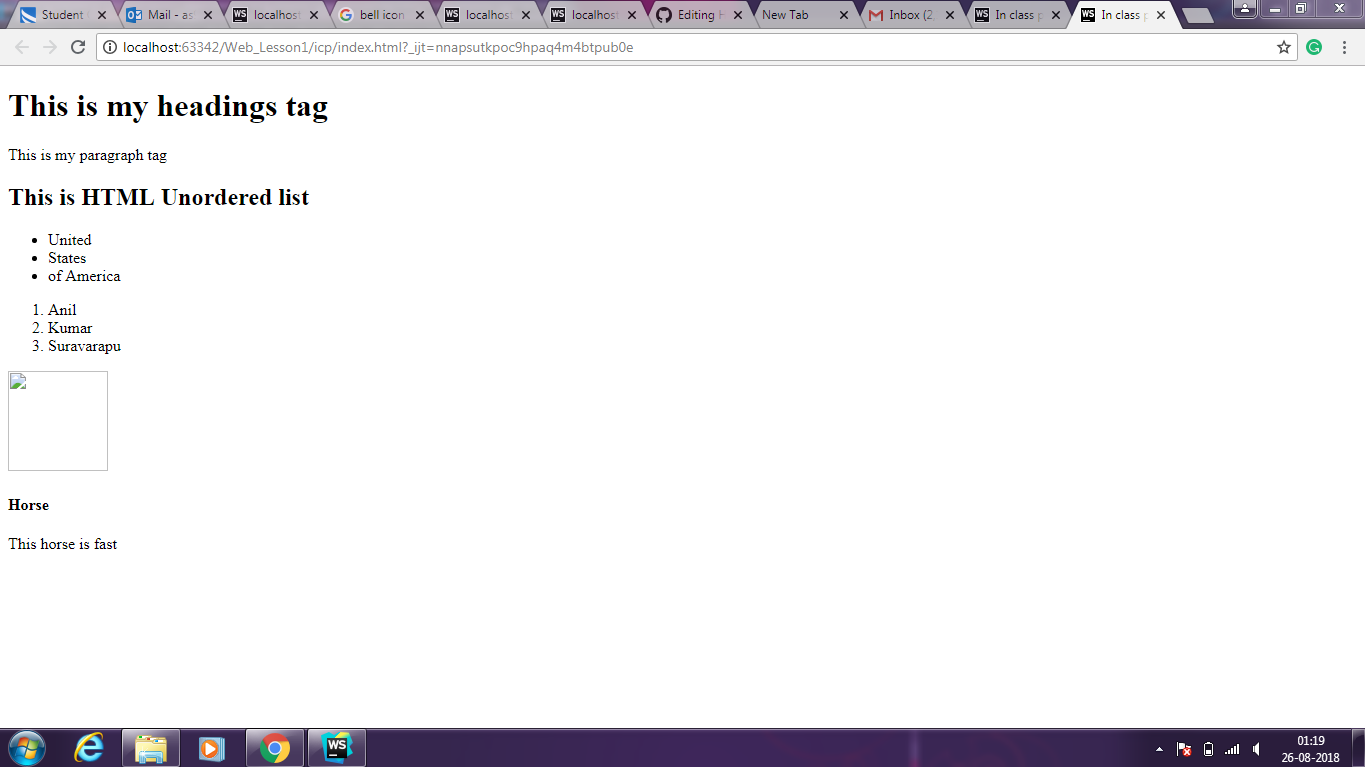 Student
Mail - as
localhost
bell icon
localhost
localhost
Editing H
New Tab
Inbox (2,
In class p
In class p
localhost:63342/Web_Lesson1/icp/index.html?_ijt=nnapsutkpoc9hpaq4m4btpub0e
This is my headings tag
This is my paragraph tag
This is HTML Unordered list
• United
• States
• of America
1. Anil
2. Kumar
3. Suravarapu
Horse
This horse is fast
WS
01:19
26-08-2018